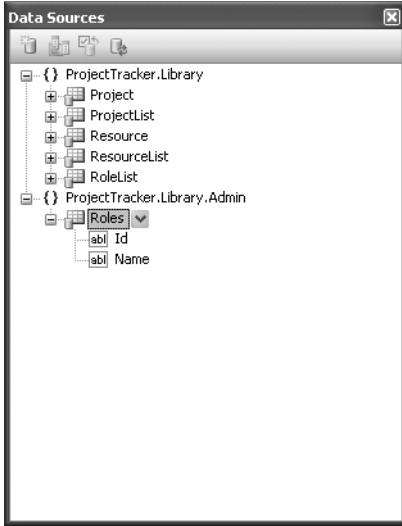 Data Sources
{} ProjectTracker.Library
Project
ProjectList
Resource
ResourceList
RoleList
{} ProjectTracker.Library.Admin
Roles
abl Id
abl Name